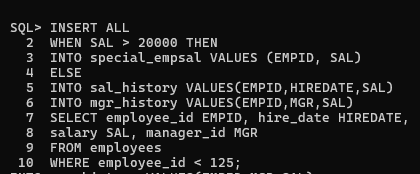 SQL> INSERT ALL
2 WHEN SAL > 20000 THEN
3 INTO special_empsal VALUES (EMPID, SAL)
4 ELSE
5 INTO sal_history VALUES(EMPID,HIREDATE,SAL)
6 INTO mgr_history VALUES(EMPID,MGR,SAL)
7 SELECT employee_id EMPID, hire_date HIREDATE,
8 salary SAL, manager_id MGR
9 FROM employees
10 WHERE employee_id < 125;